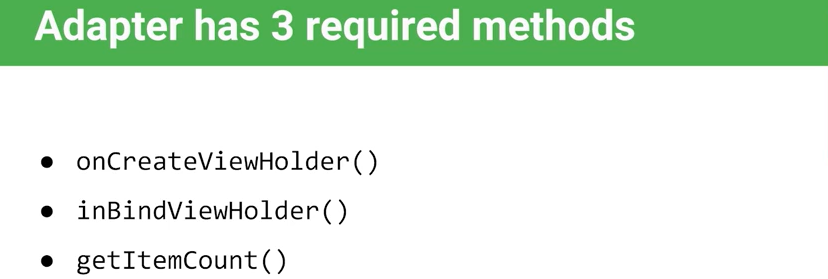 Adapter has 3 required methods
● onCreateViewHolder()
● inBindViewHolder()
● getItemCount()